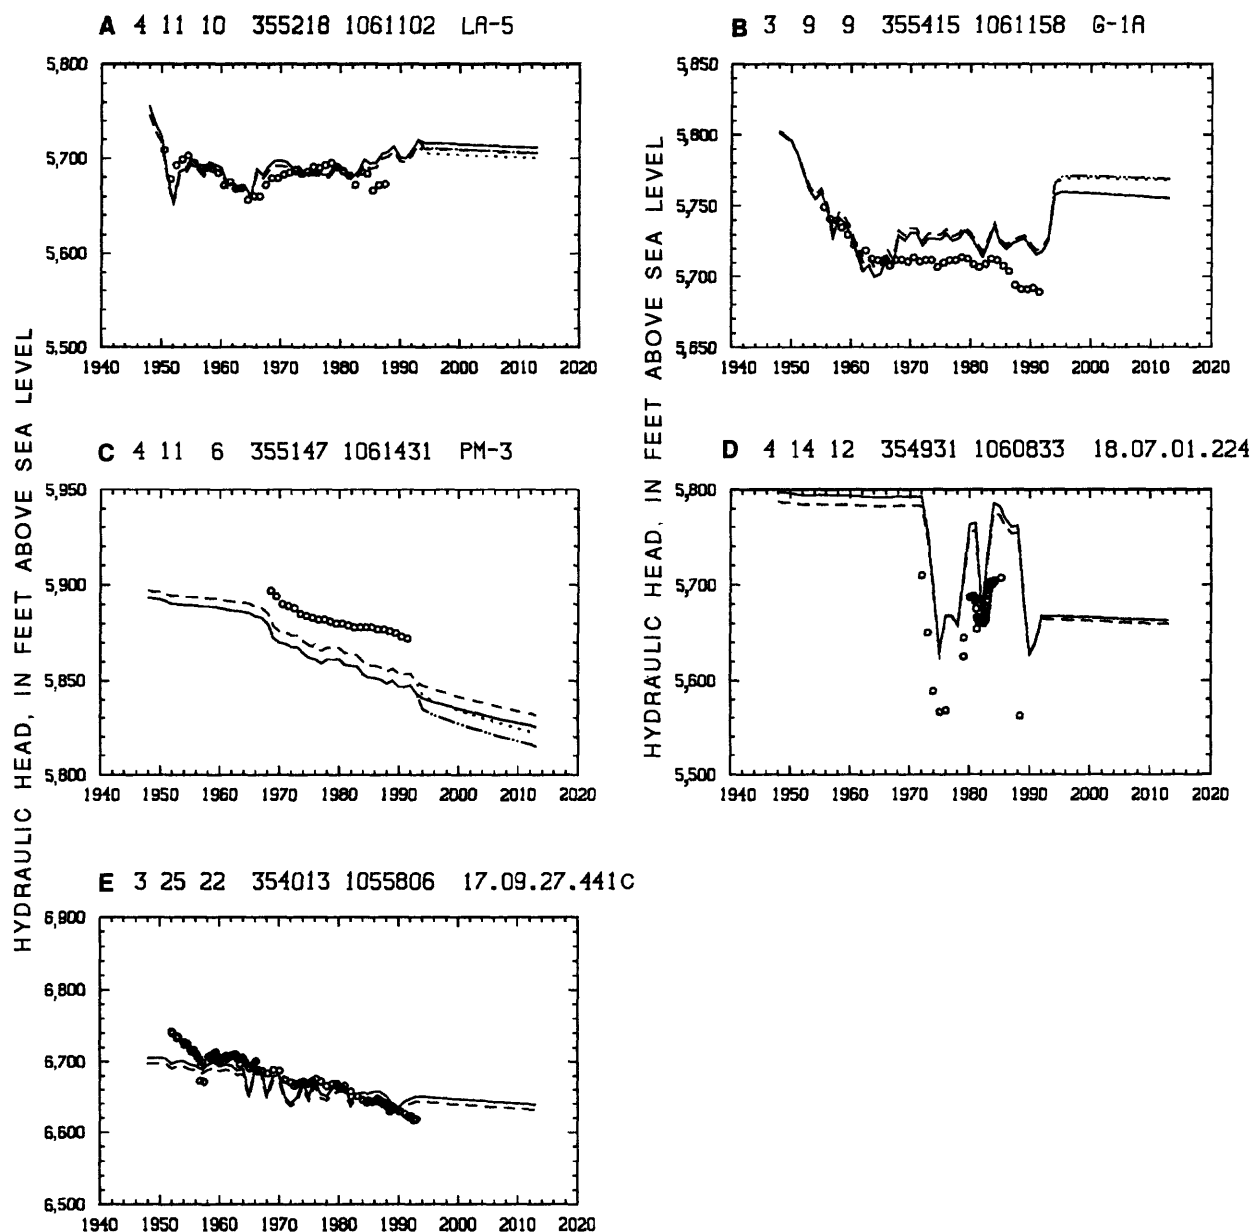 A 4 11 10 355218 1061102 LA-5
5,800
5,700
5,600
5,500
1940 1950 1960 1970 1980 1990 2000 2010 2020
B 3 9 9 355415 1061158 G-1A
5,850
5,800
5,750
5,700
5,650
1940 1950 1960 1970 1980 1990 2000 2010 2020
HYDRAULIC HEAD, IN FEET ABOVE SEA LEVEL
HYDRAULIC HEAD, IN FEET ABOVE SEA LEVEL
C 4 11 6 355147 1061431 PM-3
5,950
5,900
5,850
5,800
1940 1950 1960 1970 1980 1990 2000 2010 2020
D 4 14 12 354931 1060833 18.07.01.224
5,800
5,700
5,600
5,500
1940 1950 1960 1970 1980 1990 2000 2010 2020
E 3 25 22 354013 1055806 17.09.27.441C
6,900
6,800
6,700
6,600
6,500
1940 1950 1960 1970 1980 1990 2000 2010 2020